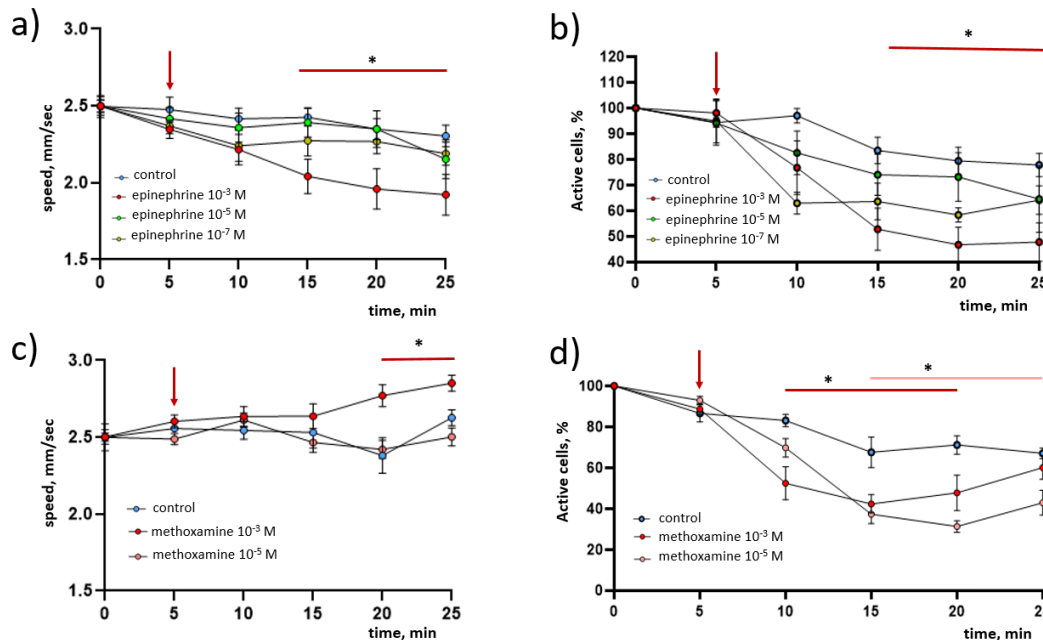 a)
speed, mm/sec
3.0
2.5
2.0
1.5
*
control
epinephrine 10⁻³ M
epinephrine 10⁻⁵ M
epinephrine 10⁻⁷ M
0 5 10 15 20 25
time, min
b)
Active cells, %
120
110
100
90
80
70
60
50
40
*
control
epinephrine 10⁻³ M
epinephrine 10⁻⁵ M
epinephrine 10⁻⁷ M
0 5 10 15 20 25
time, min
c)
speed, mm/sec
3.0
2.5
2.0
1.5
*
control
methoxamine 10⁻³ M
methoxamine 10⁻⁵ M
0 5 10 15 20 25
time, min
d)
Active cells, %
100
80
60
40
20
0
*
*
control
methoxamine 10⁻³ M
methoxamine 10⁻⁵ M
0 5 10 15 20 25
time, min